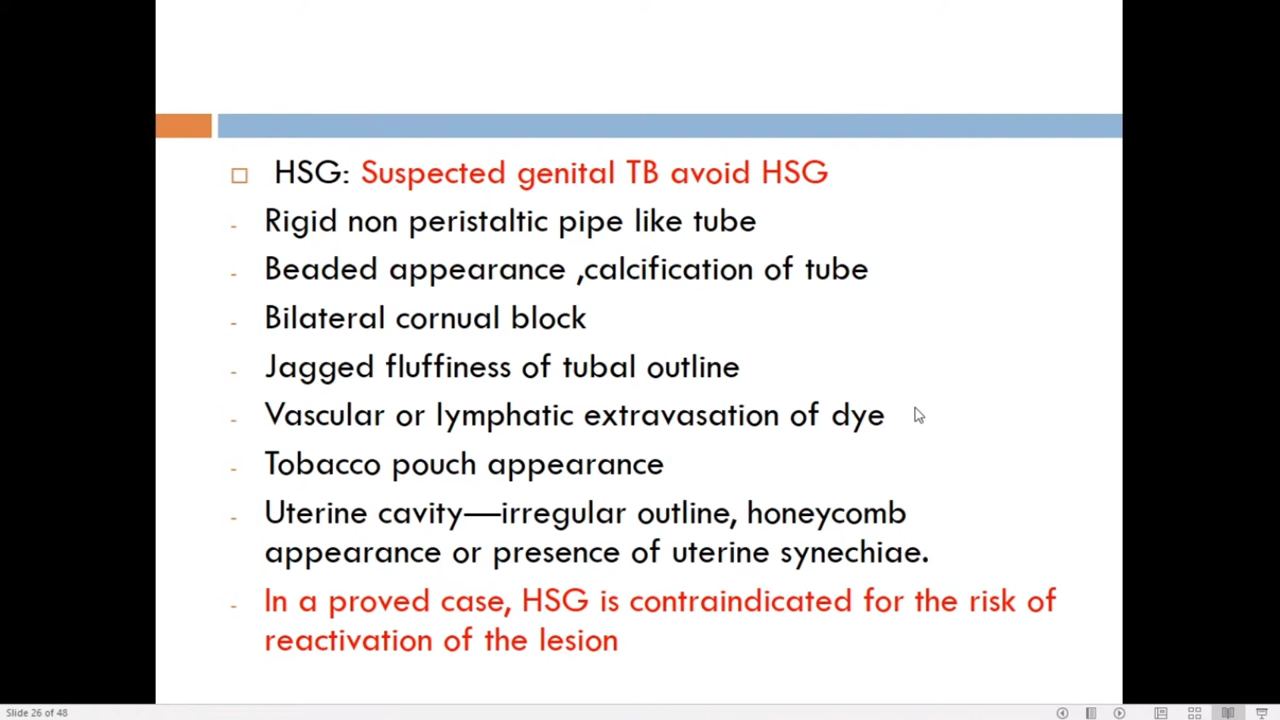 HSG: Suspected genital TB avoid HSG
- Rigid non peristaltic pipe like tube
- Beaded appearance ,calcification of tube
- Bilateral cornual block
- Jagged fluffiness of tubal outline
- Vascular or lymphatic extravasation of dye
- Tobacco pouch appearance
- Uterine cavity—irregular outline, honeycomb
appearance or presence of uterine synechiae.
- In a proved case, HSG is contraindicated for the risk of
reactivation of the lesion
Slide 26 of 48